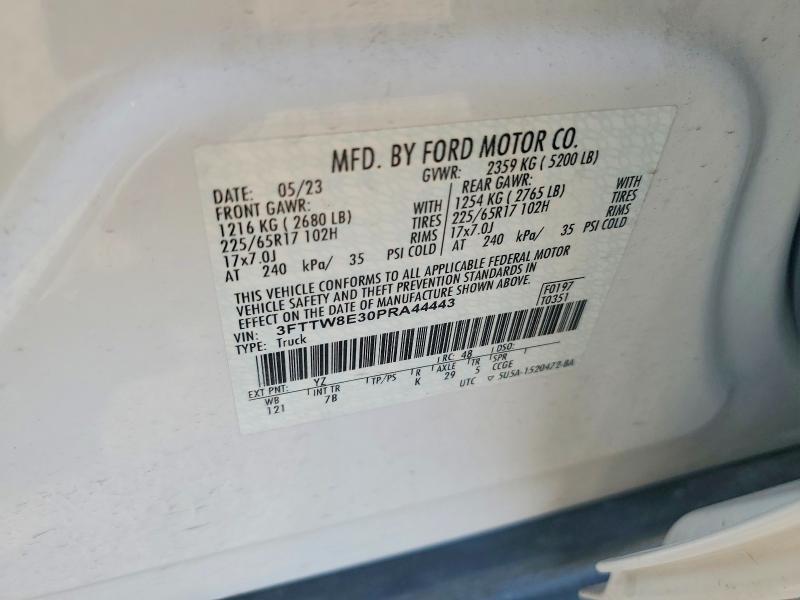 MFD. BY FORD MOTOR CO.
DATE: 05/23 GVWR: 2359 KG ( 5200 LB)
FRONT GAWR: REAR GAWR:
1216 KG ( 2680 LB) WITH 1254 KG ( 2765 LB) WITH
225/65R17 102H TIRES 225/65R17 102H TIRES
17x7.0J RIMS 17x7.0J RIMS
AT 240 kPa/ 35 PSI COLD AT 240 kPa/ 35 PSI COLD
THIS VEHICLE CONFORMS TO ALL APPLICABLE FEDERAL MOTOR
VEHICLE SAFETY AND THEFT PREVENTION STANDARDS IN
EFFECT ON THE DATE OF MANUFACTURE SHOWN ABOVE.
VIN: 3FTTW8E30PRA44443 F0197
TYPE: Truck T0351
EXT PNT: YZ RC: 48 DSO:
WB INT TR TP/PS R AXLE TR SPR
121 7B K 29 5 CCGE
UTC ▽ 5U5A-1520472-BA